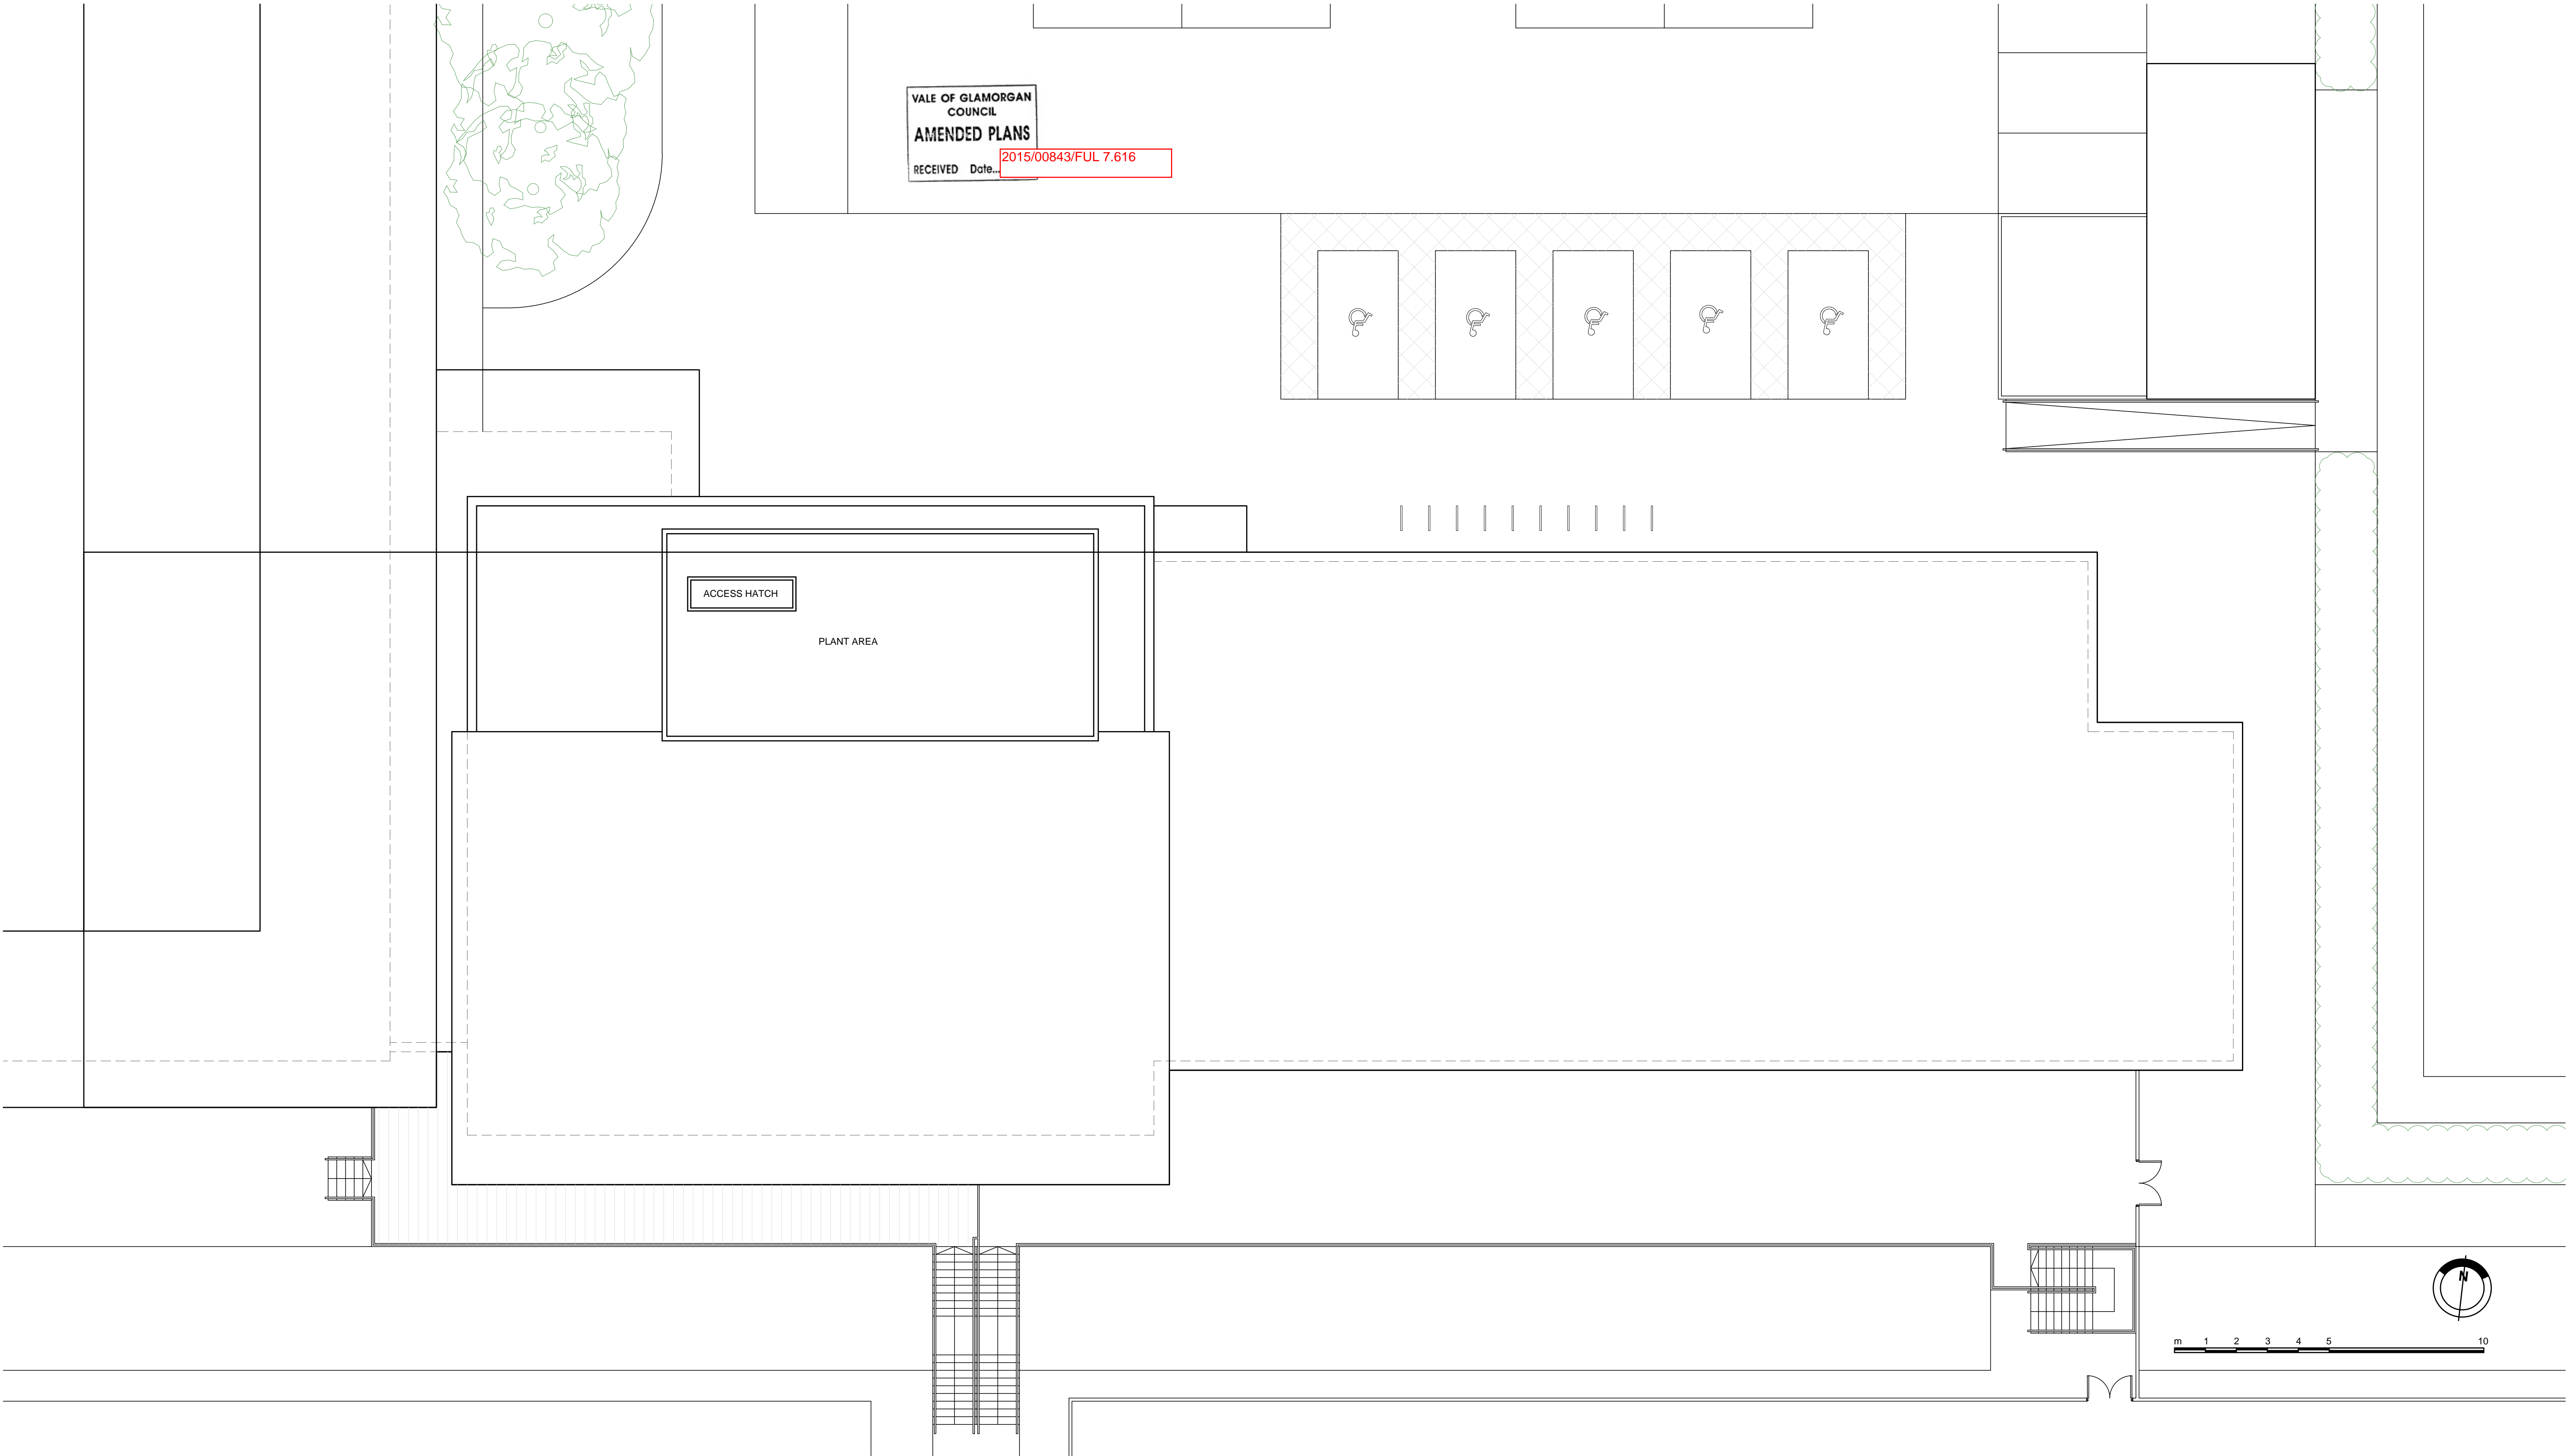 VALE OF GLAMORGAN
COUNCIL
AMENDED PLANS
RECEIVED Date...
2015/00843/FUL 7.616
ACCESS HATCH
PLANT AREA
N
m 1 2 3 4 5 10